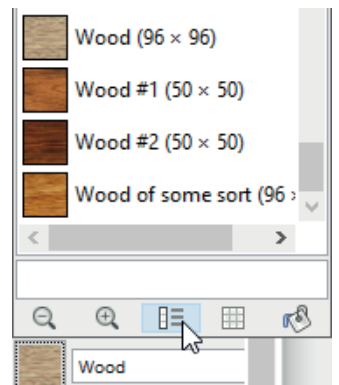 Wood (96 × 96)
Wood #1 (50 × 50)
Wood #2 (50 × 50)
Wood of some sort (96 ×
Wood